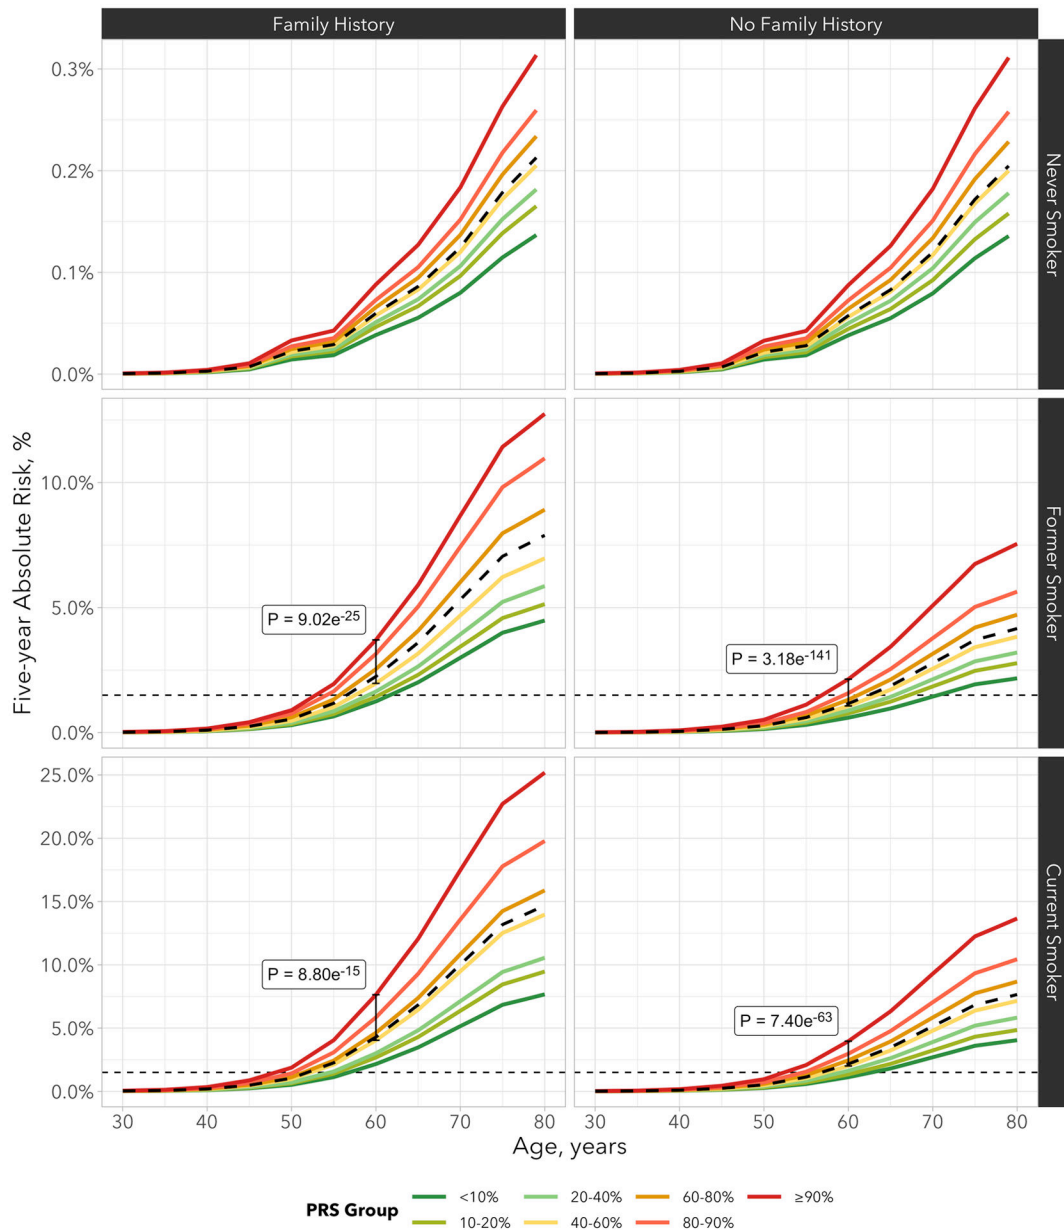 Family History
No Family History
0.3%
0.2%
0.1%
0.0%
Never Smoker
Five-year Absolute Risk, %
10.0%
5.0%
0.0%
P = 9.02e-25
P = 3.18e-141
Former Smoker
25.0%
20.0%
15.0%
10.0%
5.0%
0.0%
P = 8.80e-15
P = 7.40e-63
Current Smoker
30 40 50 60 70 80 30 40 50 60 70 80
Age, years
PRS Group
<10% 20-40% 60-80% ≥90%
10-20% 40-60% 80-90%